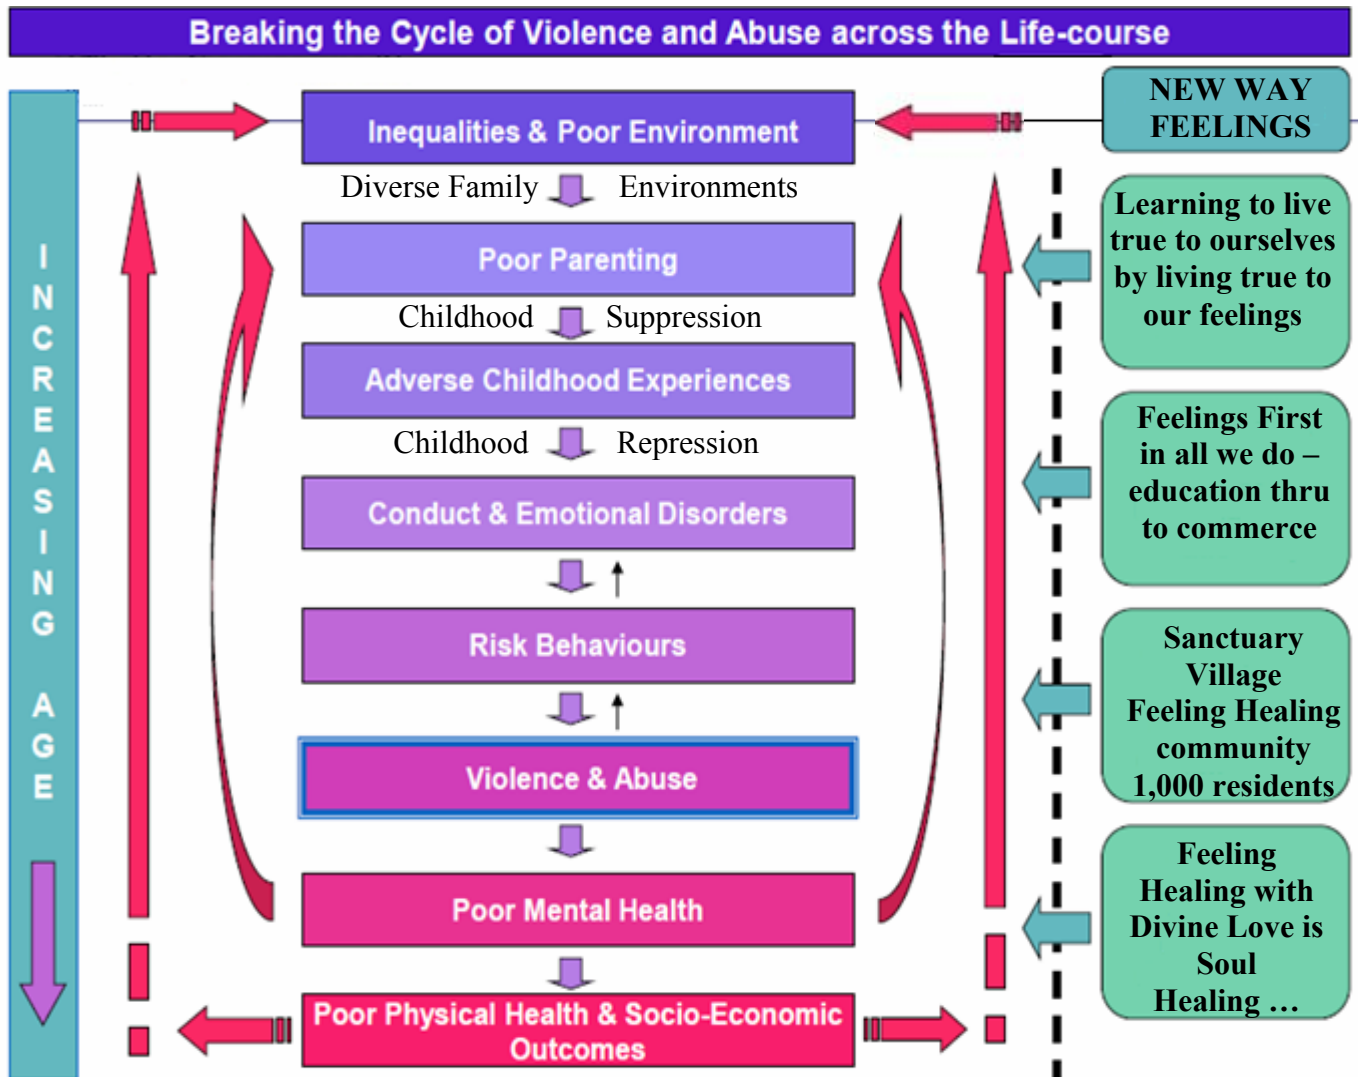 Breaking the Cycle of Violence and Abuse across the Life-course
INCREASING AGE
Inequalities & Poor Environment
Diverse Family Environments
Poor Parenting
Childhood Suppression
Adverse Childhood Experiences
Childhood Repression
Conduct & Emotional Disorders
Risk Behaviours
Violence & Abuse
Poor Mental Health
Poor Physical Health & Socio-Economic
Outcomes
NEW WAY
FEELINGS
Learning to live
true to ourselves
by living true to
our feelings
Feelings First
in all we do –
education thru
to commerce
Sanctuary
Village
Feeling Healing
community
1,000 residents
Feeling
Healing with
Divine Love is
Soul
Healing …